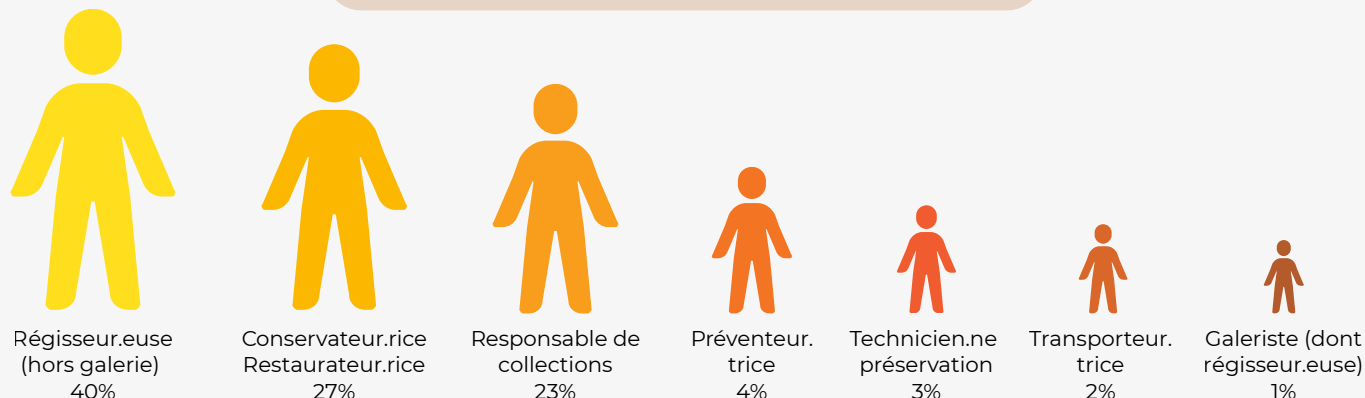 Régisseur.euse
(hors galerie)
40%
Conservateur.rice
Restaurateur.rice
27%
Responsable de
collections
23%
Préventeur.
trice
4%
Technicien.ne
préservation
3%
Transporteur.
trice
2%
Galeriste (dont
régisseur.euse)
1%